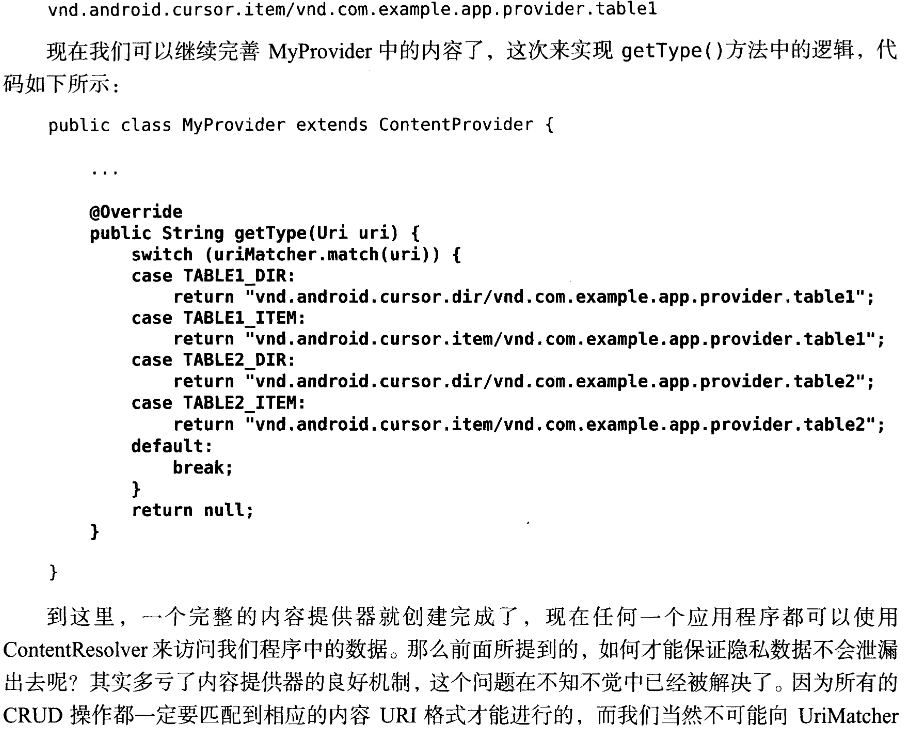 vnd.android.cursor.item/vnd.com.example.app.provider.table1
现在我们可以继续完善 MyProvider 中的内容了，这次来实现 getType()方法中的逻辑，代
码如下所示：
public class MyProvider extends ContentProvider {
...
@Override
public String getType(Uri uri) {
switch (uriMatcher.match(uri)) {
case TABLE1_DIR:
return "vnd.android.cursor.dir/vnd.com.example.app.provider.table1";
case TABLE1_ITEM:
return "vnd.android.cursor.item/vnd.com.example.app.provider.table1";
case TABLE2_DIR:
return "vnd.android.cursor.dir/vnd.com.example.app.provider.table2";
case TABLE2_ITEM:
return "vnd.android.cursor.item/vnd.com.example.app.provider.table2";
default:
break;
}
return null;
}
}
到这里，一个完整的内容提供器就创建完成了，现在任何一个应用程序都可以使用
ContentResolver 来访问我们程序中的数据。那么前面所提到的，如何才能保证隐私数据不会泄漏
出去呢？其实多亏了内容提供器的良好机制，这个问题在不知不觉中已经被解决了。因为所有的
CRUD 操作都一定要匹配到相应的内容 URI 格式才能进行的，而我们当然不可能向 UriMatcher